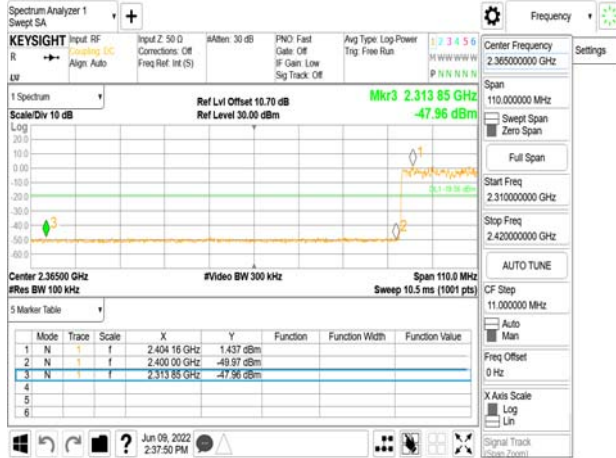 Spectrum Analyzer 1
Swept SA
Frequency
KEYSIGHT
R
Input: RF
Coupling: DC
Align: Auto
Input Z: 50 Ω
Corrections: Off
Freq Ref: Int (S)
#Atten: 30 dB
PNO: Fast
Gate: Off
IF Gain: Low
Sig Track: Off
Avg Type: Log-Power
Trig: Free Run
1 2 3 4 5 6
M W W W W W
P N N N N N
1 Spectrum
Scale/Div 10 dB
Ref Lvl Offset 10.70 dB
Ref Level 30.00 dBm
Mkr3 2.313 85 GHz
-47.96 dBm
Log
20.0
10.0
0.00
-10.0
-20.0
-30.0
-40.0
-50.0
-60.0
1
2
3
Center 2.36500 GHz
#Res BW 100 kHz
#Video BW 300 kHz
Span 110.0 MHz
Sweep 10.5 ms (1001 pts)
5 Marker Table
Mode Trace Scale X Y Function Function Width Function Value
1 N 1 f 2.404 16 GHz 1.437 dBm
2 N 1 f 2.400 00 GHz -49.97 dBm
3 N 1 f 2.313 85 GHz -47.96 dBm
4
5
6
Jun 09, 2022
2:37:50 PM
Center Frequency
2.365000000 GHz
Settings
Span
110.000000 MHz
Swept Span
Zero Span
Full Span
Start Freq
2.310000000 GHz
Stop Freq
2.420000000 GHz
AUTO TUNE
CF Step
11.000000 MHz
Auto
Man
Freq Offset
0 Hz
X Axis Scale
Log
Lin
Signal Track
(Span Zoom)